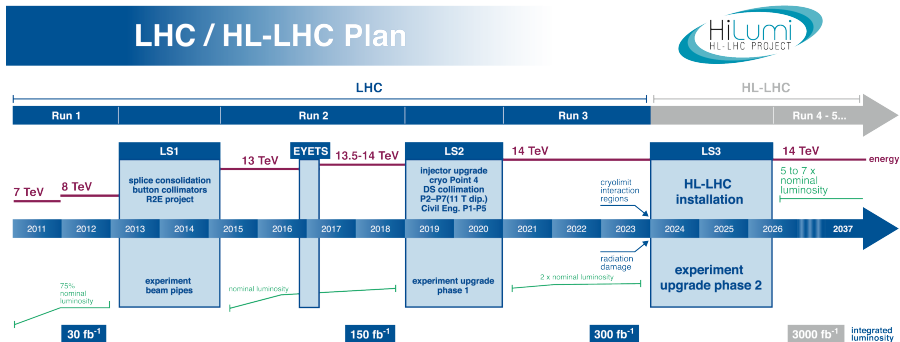 LHC / HL-LHC Plan
HiLumi
HL-LHC PROJECT
LHC
HL-LHC
Run 1
Run 2
Run 3
Run 4 - 5...
LS1
EYETS
LS2
LS3
7 TeV
8 TeV
13 TeV
13.5-14 TeV
14 TeV
14 TeV
energy
splice consolidation
button collimators
R2E project
injector upgrade
cryo Point 4
DS collimation
P2-P7(11 T dip.)
Civil Eng. P1-P5
cryolimit
interaction
regions
HL-LHC
installation
5 to 7 x
nominal
luminosity
2011 2012 2013 2014 2015 2016 2017 2018 2019 2020 2021 2022 2023 2024 2025 2026 2037
radiation
damage
75%
nominal
luminosity
experiment
beam pipes
nominal luminosity
experiment upgrade
phase 1
2 x nominal luminosity
experiment
upgrade phase 2
30 fb-1
150 fb-1
300 fb-1
3000 fb-1
integrated
luminosity